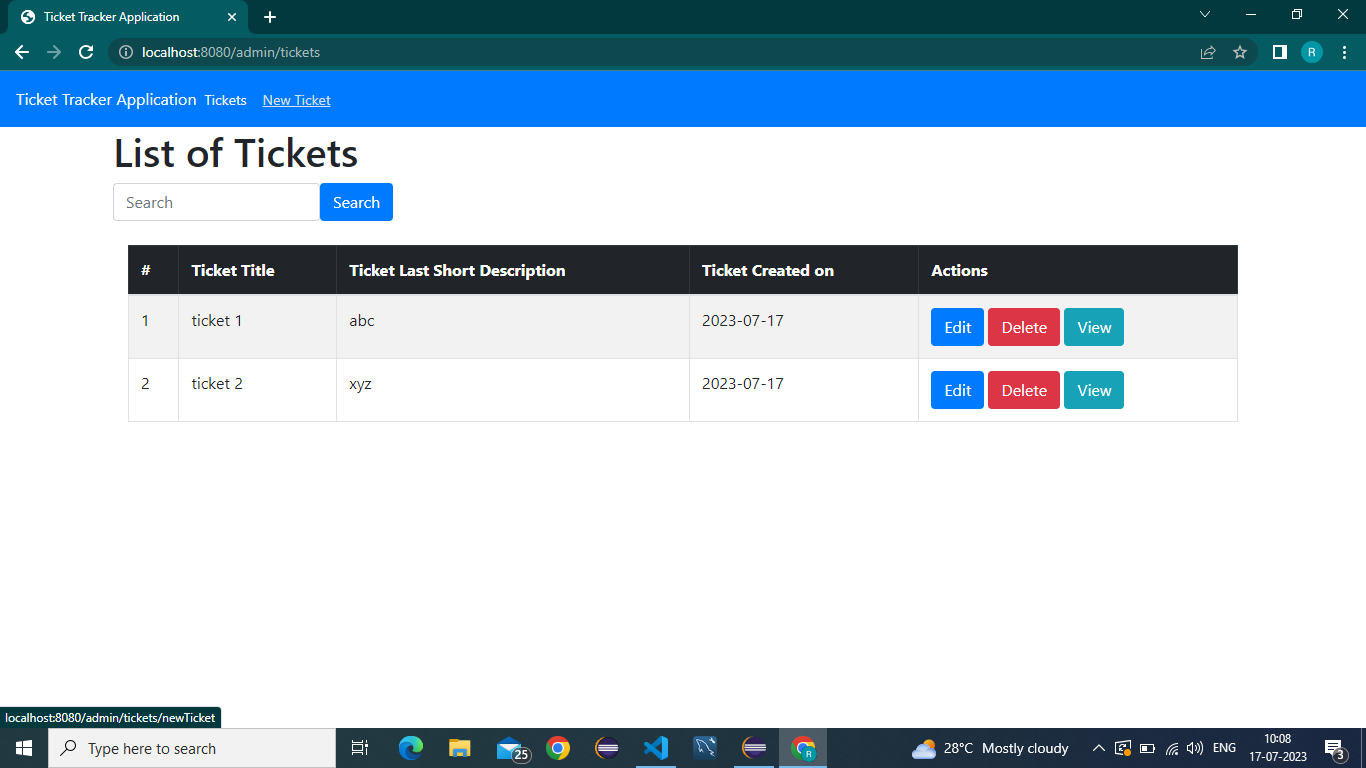 Ticket Tracker Application
localhost:8080/admin/tickets
R
Ticket Tracker Application Tickets New Ticket
List of Tickets
Search Search
# Ticket Title Ticket Last Short Description Ticket Created on Actions
1 ticket 1 abc 2023-07-17 Edit Delete View
2 ticket 2 xyz 2023-07-17 Edit Delete View
localhost:8080/admin/tickets/newTicket
Type here to search 25 R 28°C Mostly cloudy ENG 10:08
17-07-2023 3